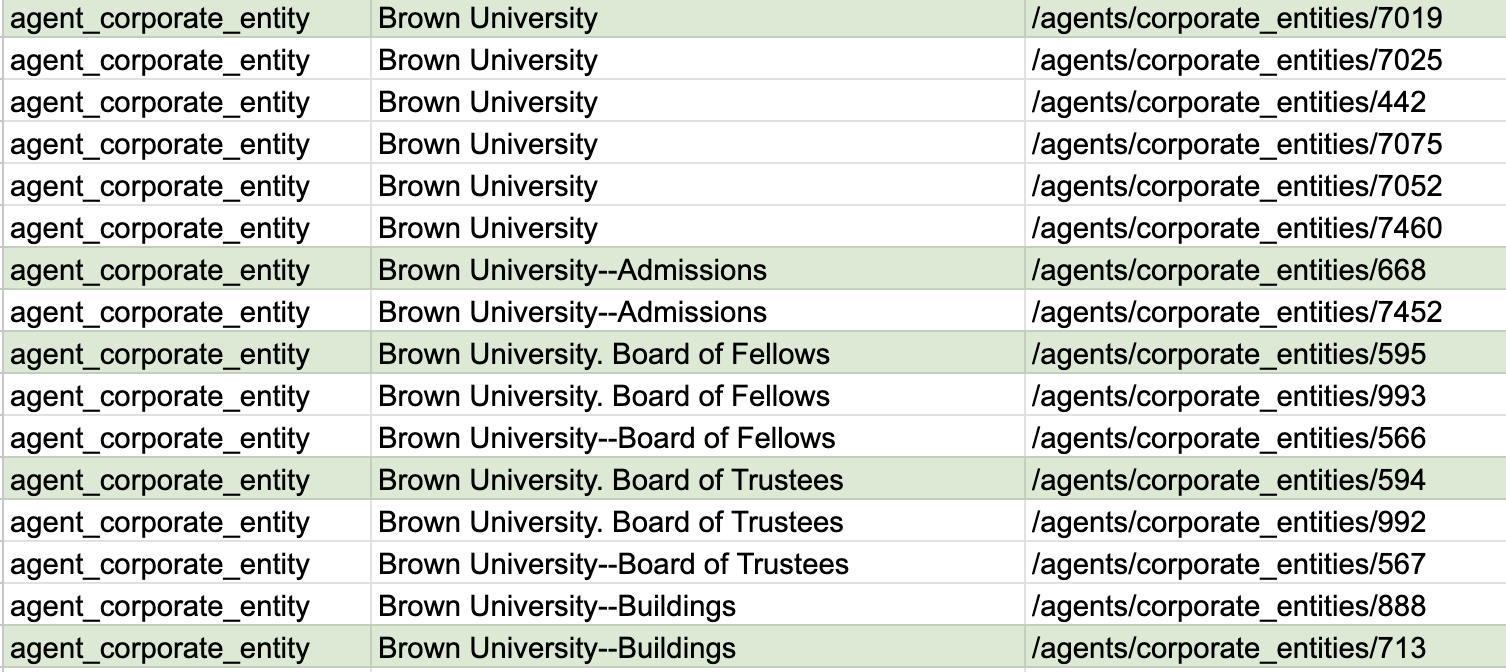 agent_corporate_entity Brown University /agents/corporate_entities/7019
agent_corporate_entity Brown University /agents/corporate_entities/7025
agent_corporate_entity Brown University /agents/corporate_entities/442
agent_corporate_entity Brown University /agents/corporate_entities/7075
agent_corporate_entity Brown University /agents/corporate_entities/7052
agent_corporate_entity Brown University /agents/corporate_entities/7460
agent_corporate_entity Brown University--Admissions /agents/corporate_entities/668
agent_corporate_entity Brown University--Admissions /agents/corporate_entities/7452
agent_corporate_entity Brown University. Board of Fellows /agents/corporate_entities/595
agent_corporate_entity Brown University. Board of Fellows /agents/corporate_entities/993
agent_corporate_entity Brown University--Board of Fellows /agents/corporate_entities/566
agent_corporate_entity Brown University. Board of Trustees /agents/corporate_entities/594
agent_corporate_entity Brown University. Board of Trustees /agents/corporate_entities/992
agent_corporate_entity Brown University--Board of Trustees /agents/corporate_entities/567
agent_corporate_entity Brown University--Buildings /agents/corporate_entities/888
agent_corporate_entity Brown University--Buildings /agents/corporate_entities/713